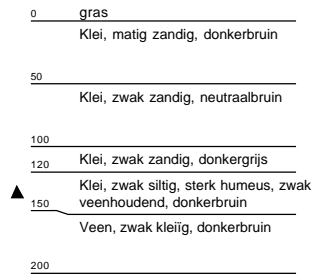 0 gras
Klei, matig zandig, donkerbruin
50
Klei, zwak zandig, neutraalbruin
100
120 Klei, zwak zandig, donkergrijs
Klei, zwak siltig, sterk humeus, zwak
veenhoudend, donkerbruin
150
Veen, zwak kleiïg, donkerbruin
200